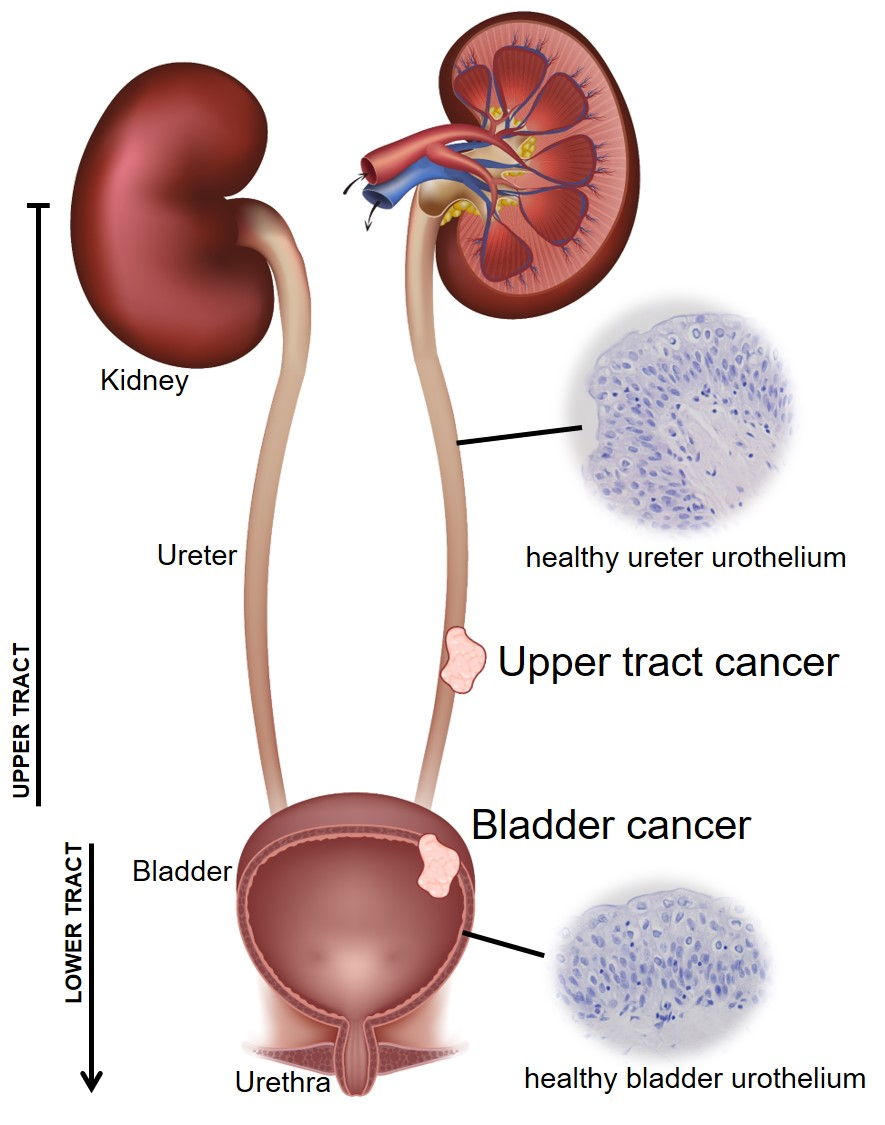 Kidney
Ureter
healthy ureter urothelium
UPPER TRACT
Upper tract cancer
Bladder cancer
Bladder
LOWER TRACT
Urethra
healthy bladder urothelium